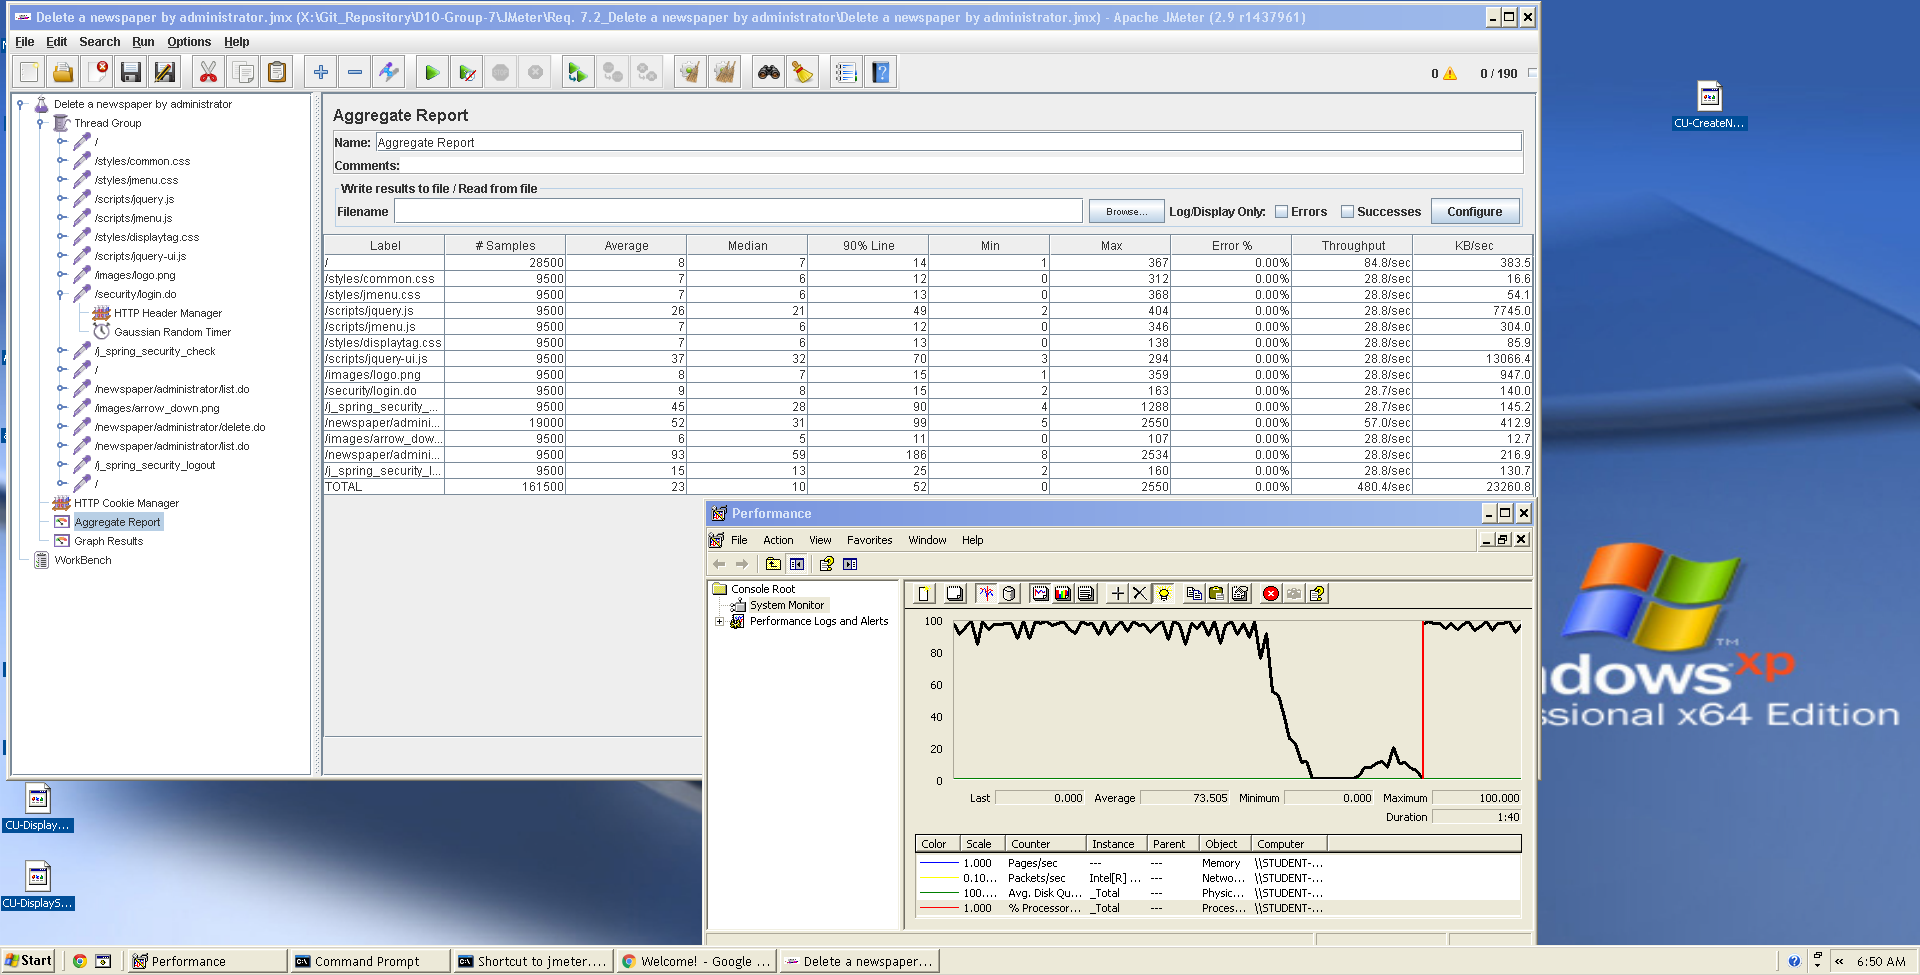 Delete a newspaper by administrator.jmx (X:\Git_Repository\D10-Group-7\JMeter\Req. 7.2_Delete a newspaper by administrator\Delete a newspaper by administrator.jmx) - Apache JMeter (2.9 r1437961)
File Edit Search Run Options Help
0 0 / 190
Delete a newspaper by administrator
Thread Group
/
/styles/common.css
/styles/jmenu.css
/scripts/jquery.js
/scripts/jmenu.js
/styles/displaytag.css
/scripts/jquery-ui.js
/images/logo.png
/security/login.do
HTTP Header Manager
Gaussian Random Timer
/j_spring_security_check
/
/newspaper/administrator/list.do
/images/arrow_down.png
/newspaper/administrator/delete.do
/newspaper/administrator/list.do
/j_spring_security_logout
/
HTTP Cookie Manager
Aggregate Report
Graph Results
WorkBench
Aggregate Report
Name: Aggregate Report
Comments:
Write results to file / Read from file
Filename Browse... Log/Display Only: Errors Successes Configure
Label # Samples Average Median 90% Line Min Max Error % Throughput KB/sec
/ 28500 8 7 14 1 367 0.00% 84.8/sec 383.5
/styles/common.css 9500 7 6 12 0 312 0.00% 28.8/sec 16.6
/styles/jmenu.css 9500 7 6 13 0 368 0.00% 28.8/sec 54.1
/scripts/jquery.js 9500 26 21 49 2 404 0.00% 28.8/sec 7745.0
/scripts/jmenu.js 9500 7 6 12 0 346 0.00% 28.8/sec 304.0
/styles/displaytag.css 9500 7 6 13 0 138 0.00% 28.8/sec 85.9
/scripts/jquery-ui.js 9500 37 32 70 3 294 0.00% 28.8/sec 13066.4
/images/logo.png 9500 8 7 15 1 359 0.00% 28.8/sec 947.0
/security/login.do 9500 9 8 15 2 163 0.00% 28.7/sec 140.0
/j_spring_security_... 9500 45 28 90 4 1288 0.00% 28.7/sec 145.2
/newspaper/admini... 19000 52 31 99 5 2550 0.00% 57.0/sec 412.9
/images/arrow_dow... 9500 6 5 11 0 107 0.00% 28.8/sec 12.7
/newspaper/admini... 9500 93 59 186 8 2534 0.00% 28.8/sec 216.9
/j_spring_security_l... 9500 15 13 25 2 160 0.00% 28.8/sec 130.7
TOTAL 161500 23 10 52 0 2550 0.00% 480.4/sec 23260.8
Performance
File Action View Favorites Window Help
Console Root
System Monitor
Performance Logs and Alerts
100
80
60
40
20
0
Last 0.000 Average 73.505 Minimum 0.000 Maximum 100.000
Duration 1:40
Color Scale Counter Instance Parent Object Computer
1.000 Pages/sec --- --- Memory \\STUDENT-...
0.10... Packets/sec Intel[R] ... --- Netwo... \\STUDENT-...
100.... Avg. Disk Qu... _Total --- Physic... \\STUDENT-...
1.000 % Processor... _Total --- Proces... \\STUDENT-...
CU-CreateN...
ndows xp TM
ssional x64 Edition
CU-Display...
CU-DisplayS...
Start Performance Command Prompt Shortcut to jmeter.... Welcome! - Google ... Delete a newspaper... 6:50 AM